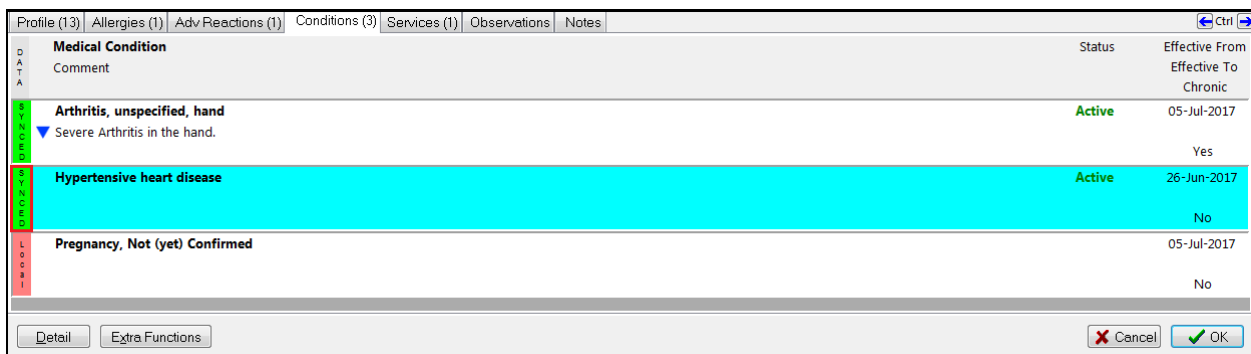 Profile (13) Allergies (1) Adv Reactions (1) Conditions (3) Services (1) Observations Notes Ctrl
DATA Medical Condition Status Effective From
Comment Effective To
Chronic
SYNCED Arthritis, unspecified, hand Active 05-Jul-2017
Severe Arthritis in the hand.
Yes
SYNCED Hypertensive heart disease Active 26-Jun-2017
No
Local Pregnancy, Not (yet) Confirmed 05-Jul-2017
No
Detail Extra Functions Cancel OK